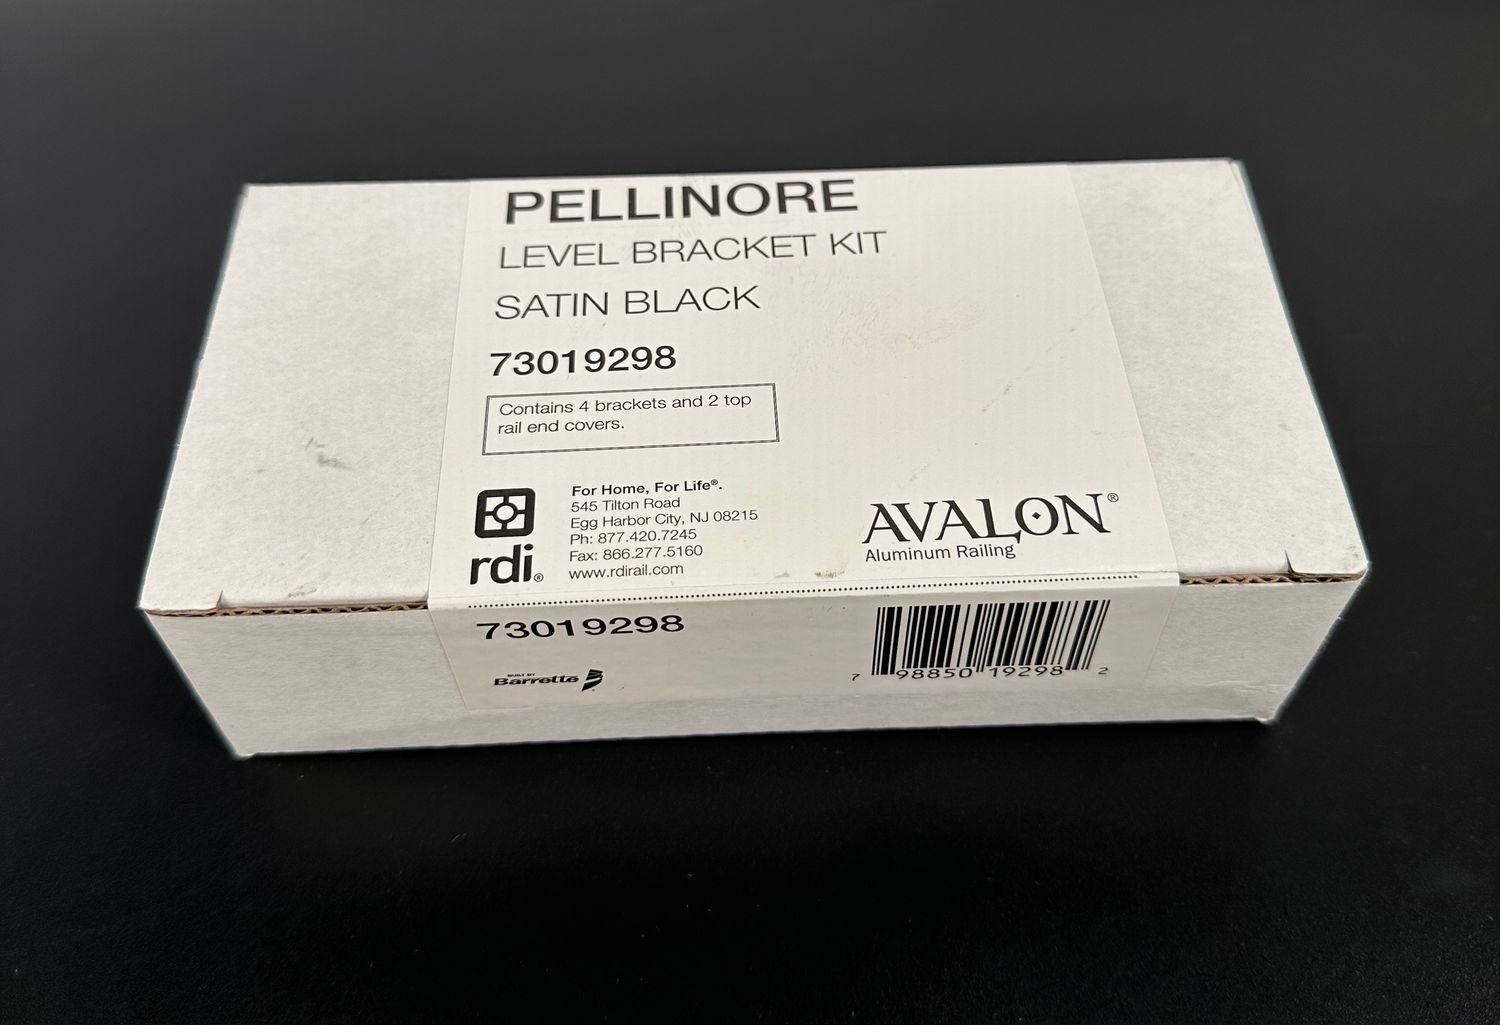 PELLINORE
LEVEL BRACKET KIT
SATIN BLACK
73019298
Contains 4 brackets and 2 top
rail end covers.
rdi®
For Home, For Life®.
545 Tilton Road
Egg Harbor City, NJ 08215
Ph: 877.420.7245
Fax: 866.277.5160
www.rdirail.com
AVALON®
Aluminum Railing
73019298
BUILT BY
Barrette
7 98850 19298 2